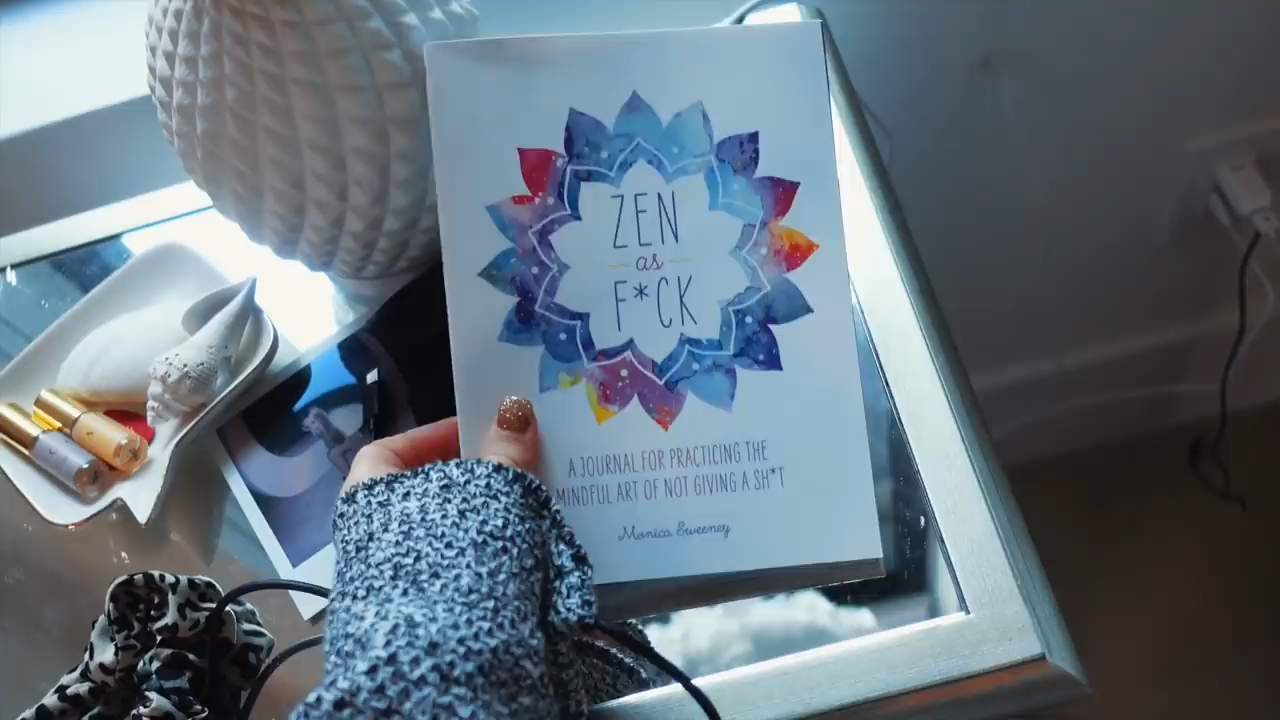 ZEN
as
F*CK
A JOURNAL FOR PRACTICING THE
MINDFUL ART OF NOT GIVING A SH*T
Monica Sweeney